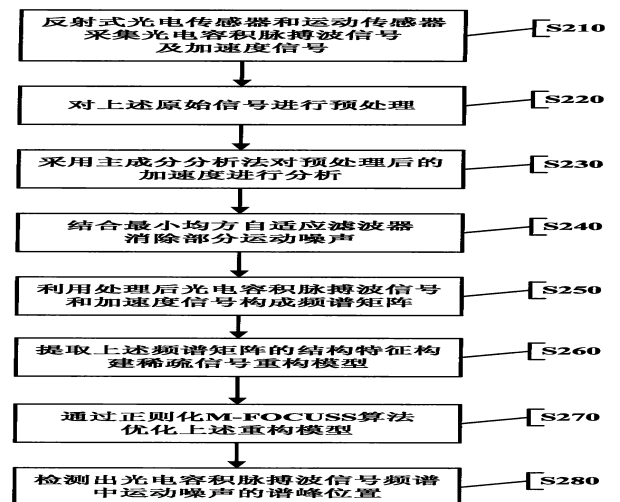 反射式光电传感器和运动传感器
采集光电容积脉搏波信号
及加速度信号
S210
对上述原始信号进行预处理
S220
采用主成分分析法对预处理后的
加速度进行分析
S230
结合最小均方自适应滤波器
消除部分运动噪声
S240
利用处理后光电容积脉搏波信号
和加速度信号构成频谱矩阵
S250
提取上述频谱矩阵的结构特征构
建稀疏信号重构模型
S260
通过正则化M-FOCUSS算法
优化上述重构模型
S270
检测出光电容积脉搏波信号频谱
中运动噪声的谱峰位置
S280